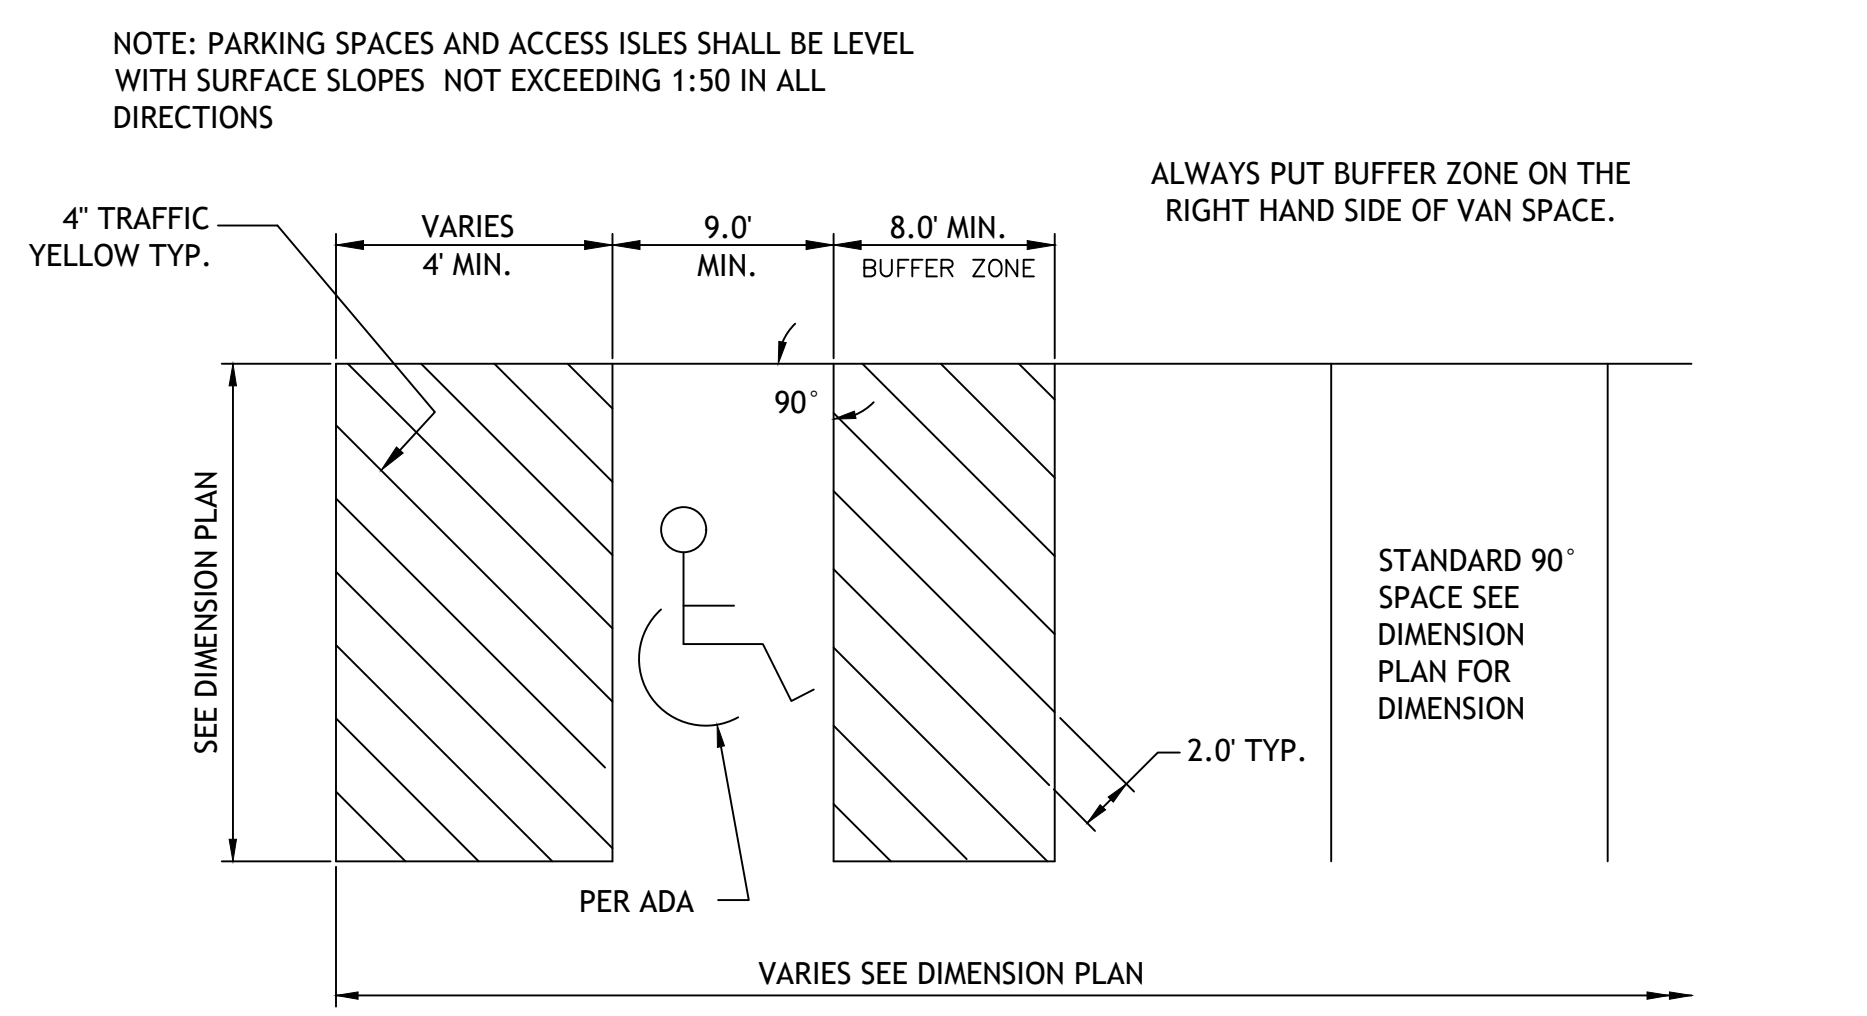 NOTE: PARKING SPACES AND ACCESS ISLES SHALL BE LEVEL
WITH SURFACE SLOPES NOT EXCEEDING 1:50 IN ALL
DIRECTIONS
ALWAYS PUT BUFFER ZONE ON THE
RIGHT HAND SIDE OF VAN SPACE.
4" TRAFFIC
YELLOW TYP.
VARIES
4' MIN.
9.0'
MIN.
8.0' MIN.
BUFFER ZONE
90°
SEE DIMENSION PLAN
STANDARD 90°
SPACE SEE
DIMENSION
PLAN FOR
DIMENSION
2.0' TYP.
PER ADA
VARIES SEE DIMENSION PLAN